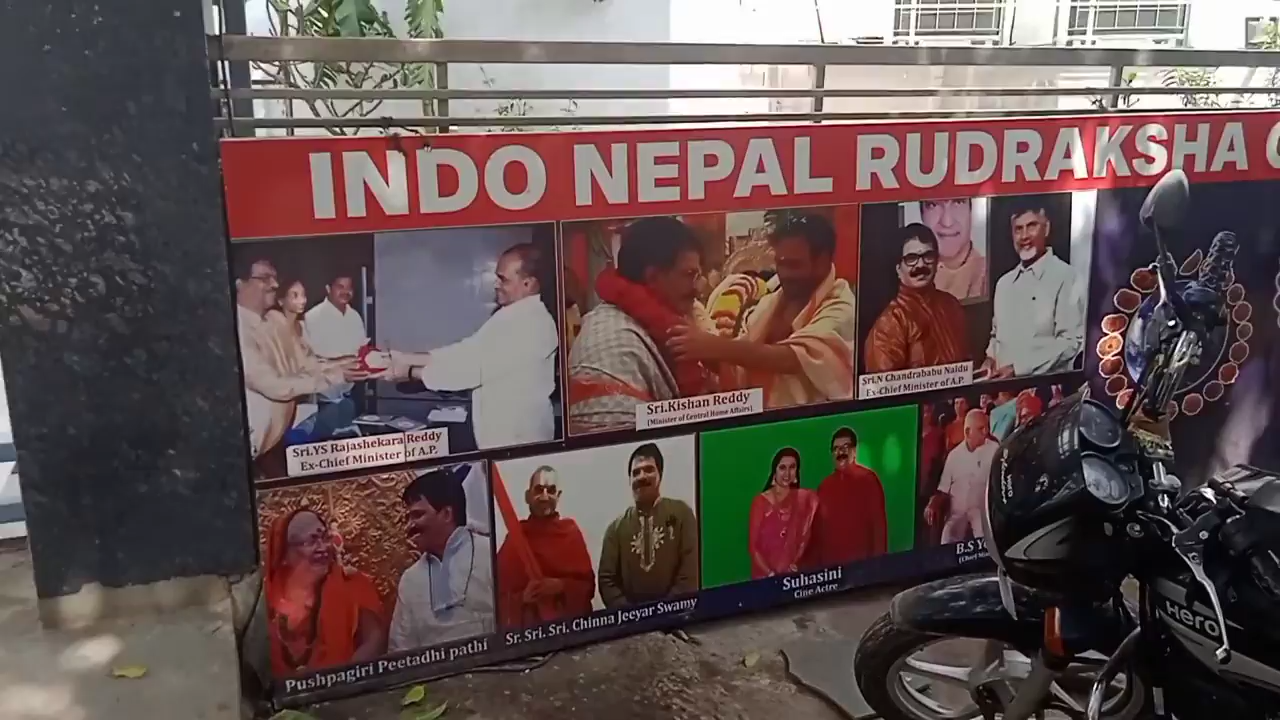 INDO NEPAL RUDRAKSHA
Sri.YS Rajashekara Reddy
Ex-Chief Minister of A.P.
Sri.Kishan Reddy
(Minister of Central Home Affairs)
Sri.N Chandrababu Naidu
Ex-Chief Minister of A.P.
Pushpagiri Peetadhi pathi
Sr. Sri. Sri. Chinna Jeeyar Swamy
Suhasini
Cine Actre
B.S
Hero